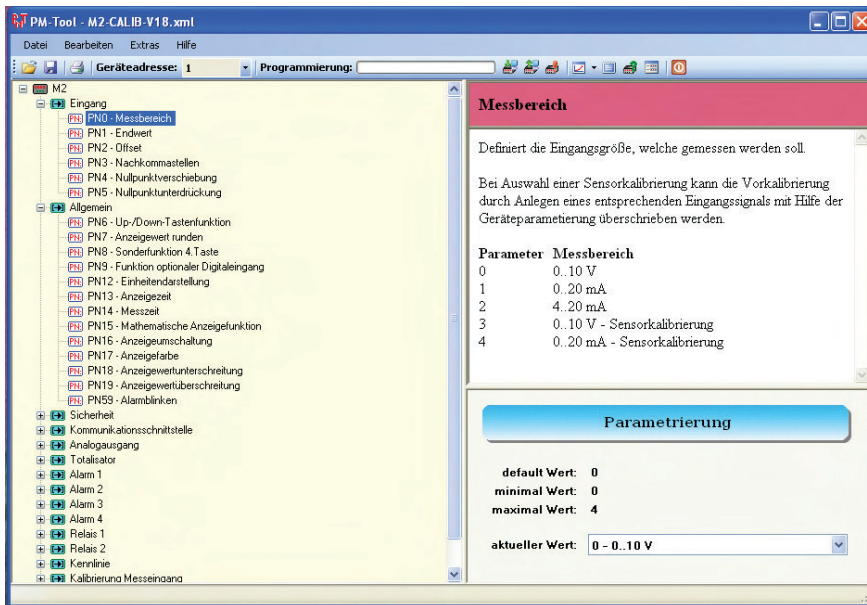 PM-Tool - M2-CALIB-V18.xml
Datei Bearbeiten Extras Hilfe
Geräteadresse: 1 Programmierung:
M2
Eingang
PN0 - Messbereich
PN1 - Endwert
PN2 - Offset
PN3 - Nachkommastellen
PN4 - Nullpunktverschiebung
PN5 - Nullpunktunterdrückung
Allgemein
PN6 - Up-/Down-Tastenfunktion
PN7 - Anzeigewert runden
PN8 - Sonderfunktion 4.Taste
PN9 - Funktion optionaler Digitaleingang
PN12 - Einheitendarstellung
PN13 - Anzeigezeit
PN14 - Messzeit
PN15 - Mathematische Anzeigefunktion
PN16 - Anzeigeumschaltung
PN17 - Anzeigefarbe
PN18 - Anzeigewertunterschreitung
PN19 - Anzeigewertüberschreitung
PN59 - Alarmblinken
Sicherheit
Kommunikationsschnittstelle
Analogausgang
Totalisator
Alarm 1
Alarm 2
Alarm 3
Alarm 4
Relais 1
Relais 2
Kennlinie
Kalibrierung Messeingang
Messbereich
Definiert die Eingangsgröße, welche gemessen werden soll.
Bei Auswahl einer Sensorkalibrierung kann die Vorkalibrierung
durch Anlegen eines entsprechenden Eingangssignals mit Hilfe der
Geräteparametierung überschrieben werden.
Parameter Messbereich
0 0..10 V
1 0..20 mA
2 4..20 mA
3 0..10 V - Sensorkalibrierung
4 0..20 mA - Sensorkalibrierung
Parametrierung
default Wert: 0
minimal Wert: 0
maximal Wert: 4
aktueller Wert: 0 - 0..10 V